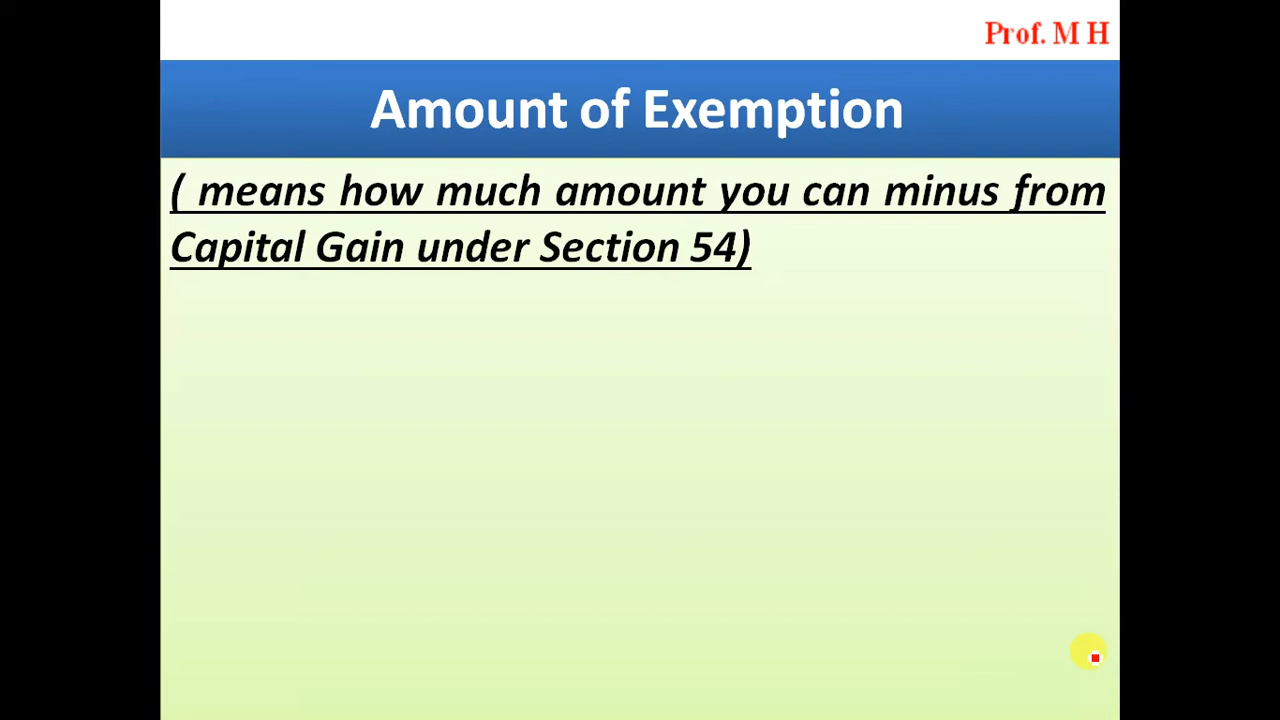 Prof. M H
Amount of Exemption
( means how much amount you can minus from
Capital Gain under Section 54)